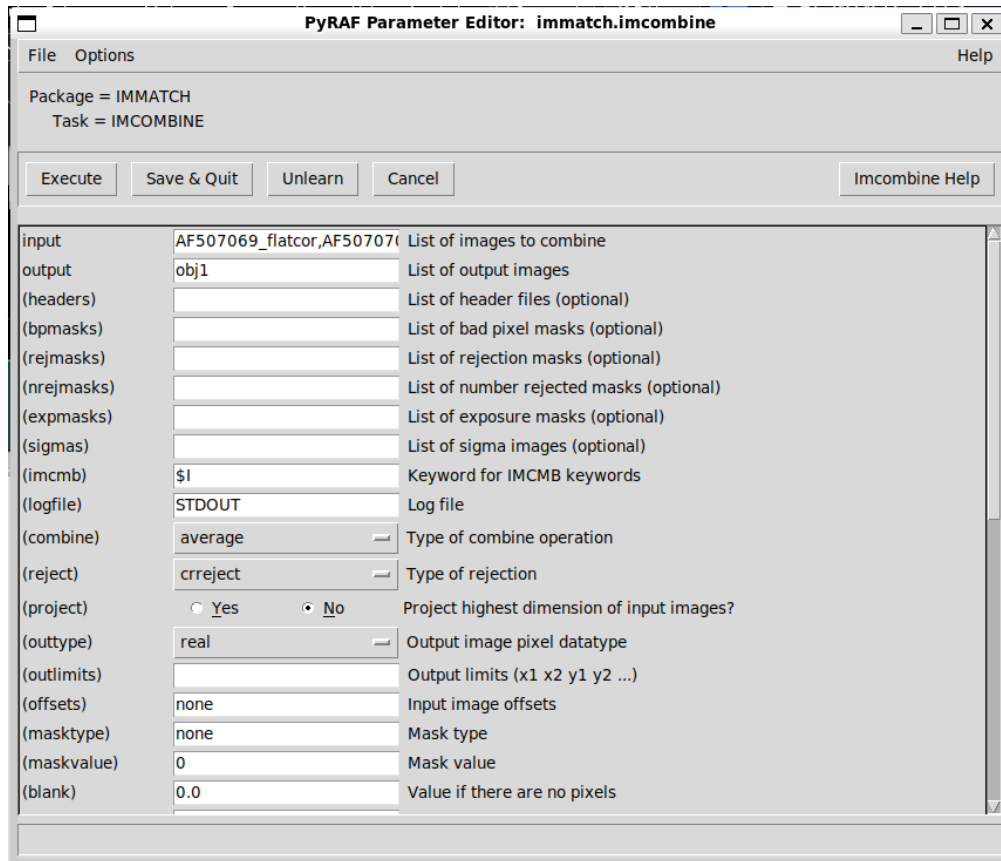 PyRAF Parameter Editor: immatch.imcombine
File Options Help
Package = IMMATCH
Task = IMCOMBINE
Execute Save & Quit Unlearn Cancel Imcombine Help
input AF507069_flatcor,AF507070 List of images to combine
output obj1 List of output images
(headers) List of header files (optional)
(bpmasks) List of bad pixel masks (optional)
(rejmasks) List of rejection masks (optional)
(nrejmasks) List of number rejected masks (optional)
(expmasks) List of exposure masks (optional)
(sigmas) List of sigma images (optional)
(imcmb) $I Keyword for IMCMB keywords
(logfile) STDOUT Log file
(combine) average Type of combine operation
(reject) crreject Type of rejection
(project) Yes No Project highest dimension of input images?
(outtype) real Output image pixel datatype
(outlimits) Output limits (x1 x2 y1 y2 ...)
(offsets) none Input image offsets
(masktype) none Mask type
(maskvalue) 0 Mask value
(blank) 0.0 Value if there are no pixels